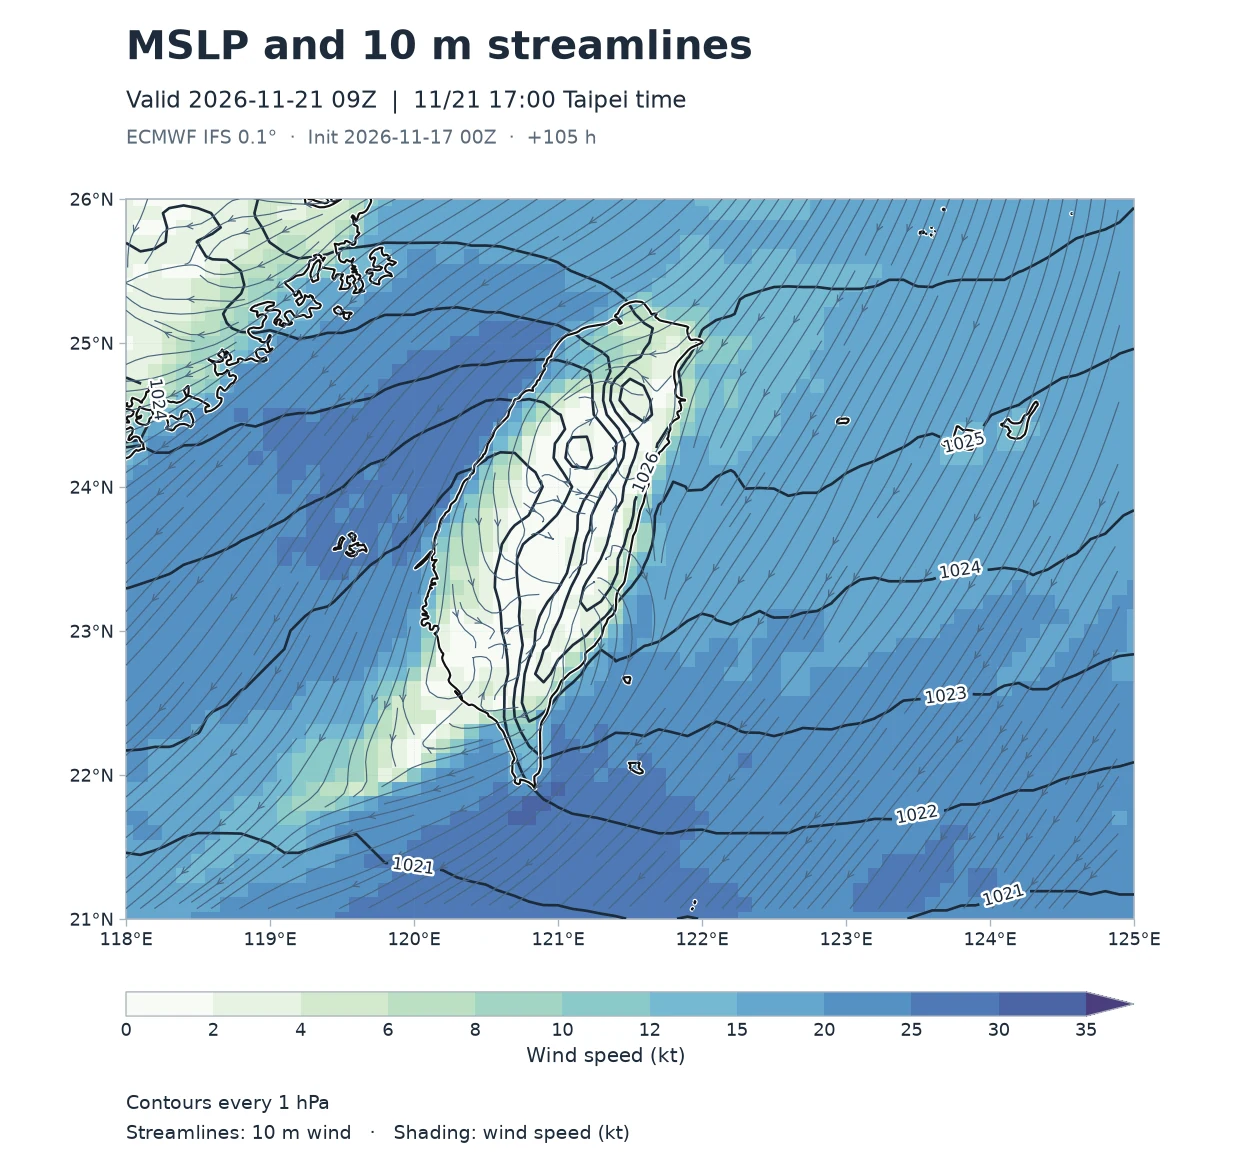 MSLP and 10 m streamlines
Valid 2026-11-21 09Z | 11/21 17:00 Taipei time
ECMWF IFS 0.1° · Init 2026-11-17 00Z · +105 h
26°N
25°N
1024
1025
1026
24°N
1024
23°N
1023
22°N
1022
1021
1021
21°N
118°E 119°E 120°E 121°E 122°E 123°E 124°E 125°E
0 2 4 6 8 10 12 15 20 25 30 35
Wind speed (kt)
Contours every 1 hPa
Streamlines: 10 m wind · Shading: wind speed (kt)